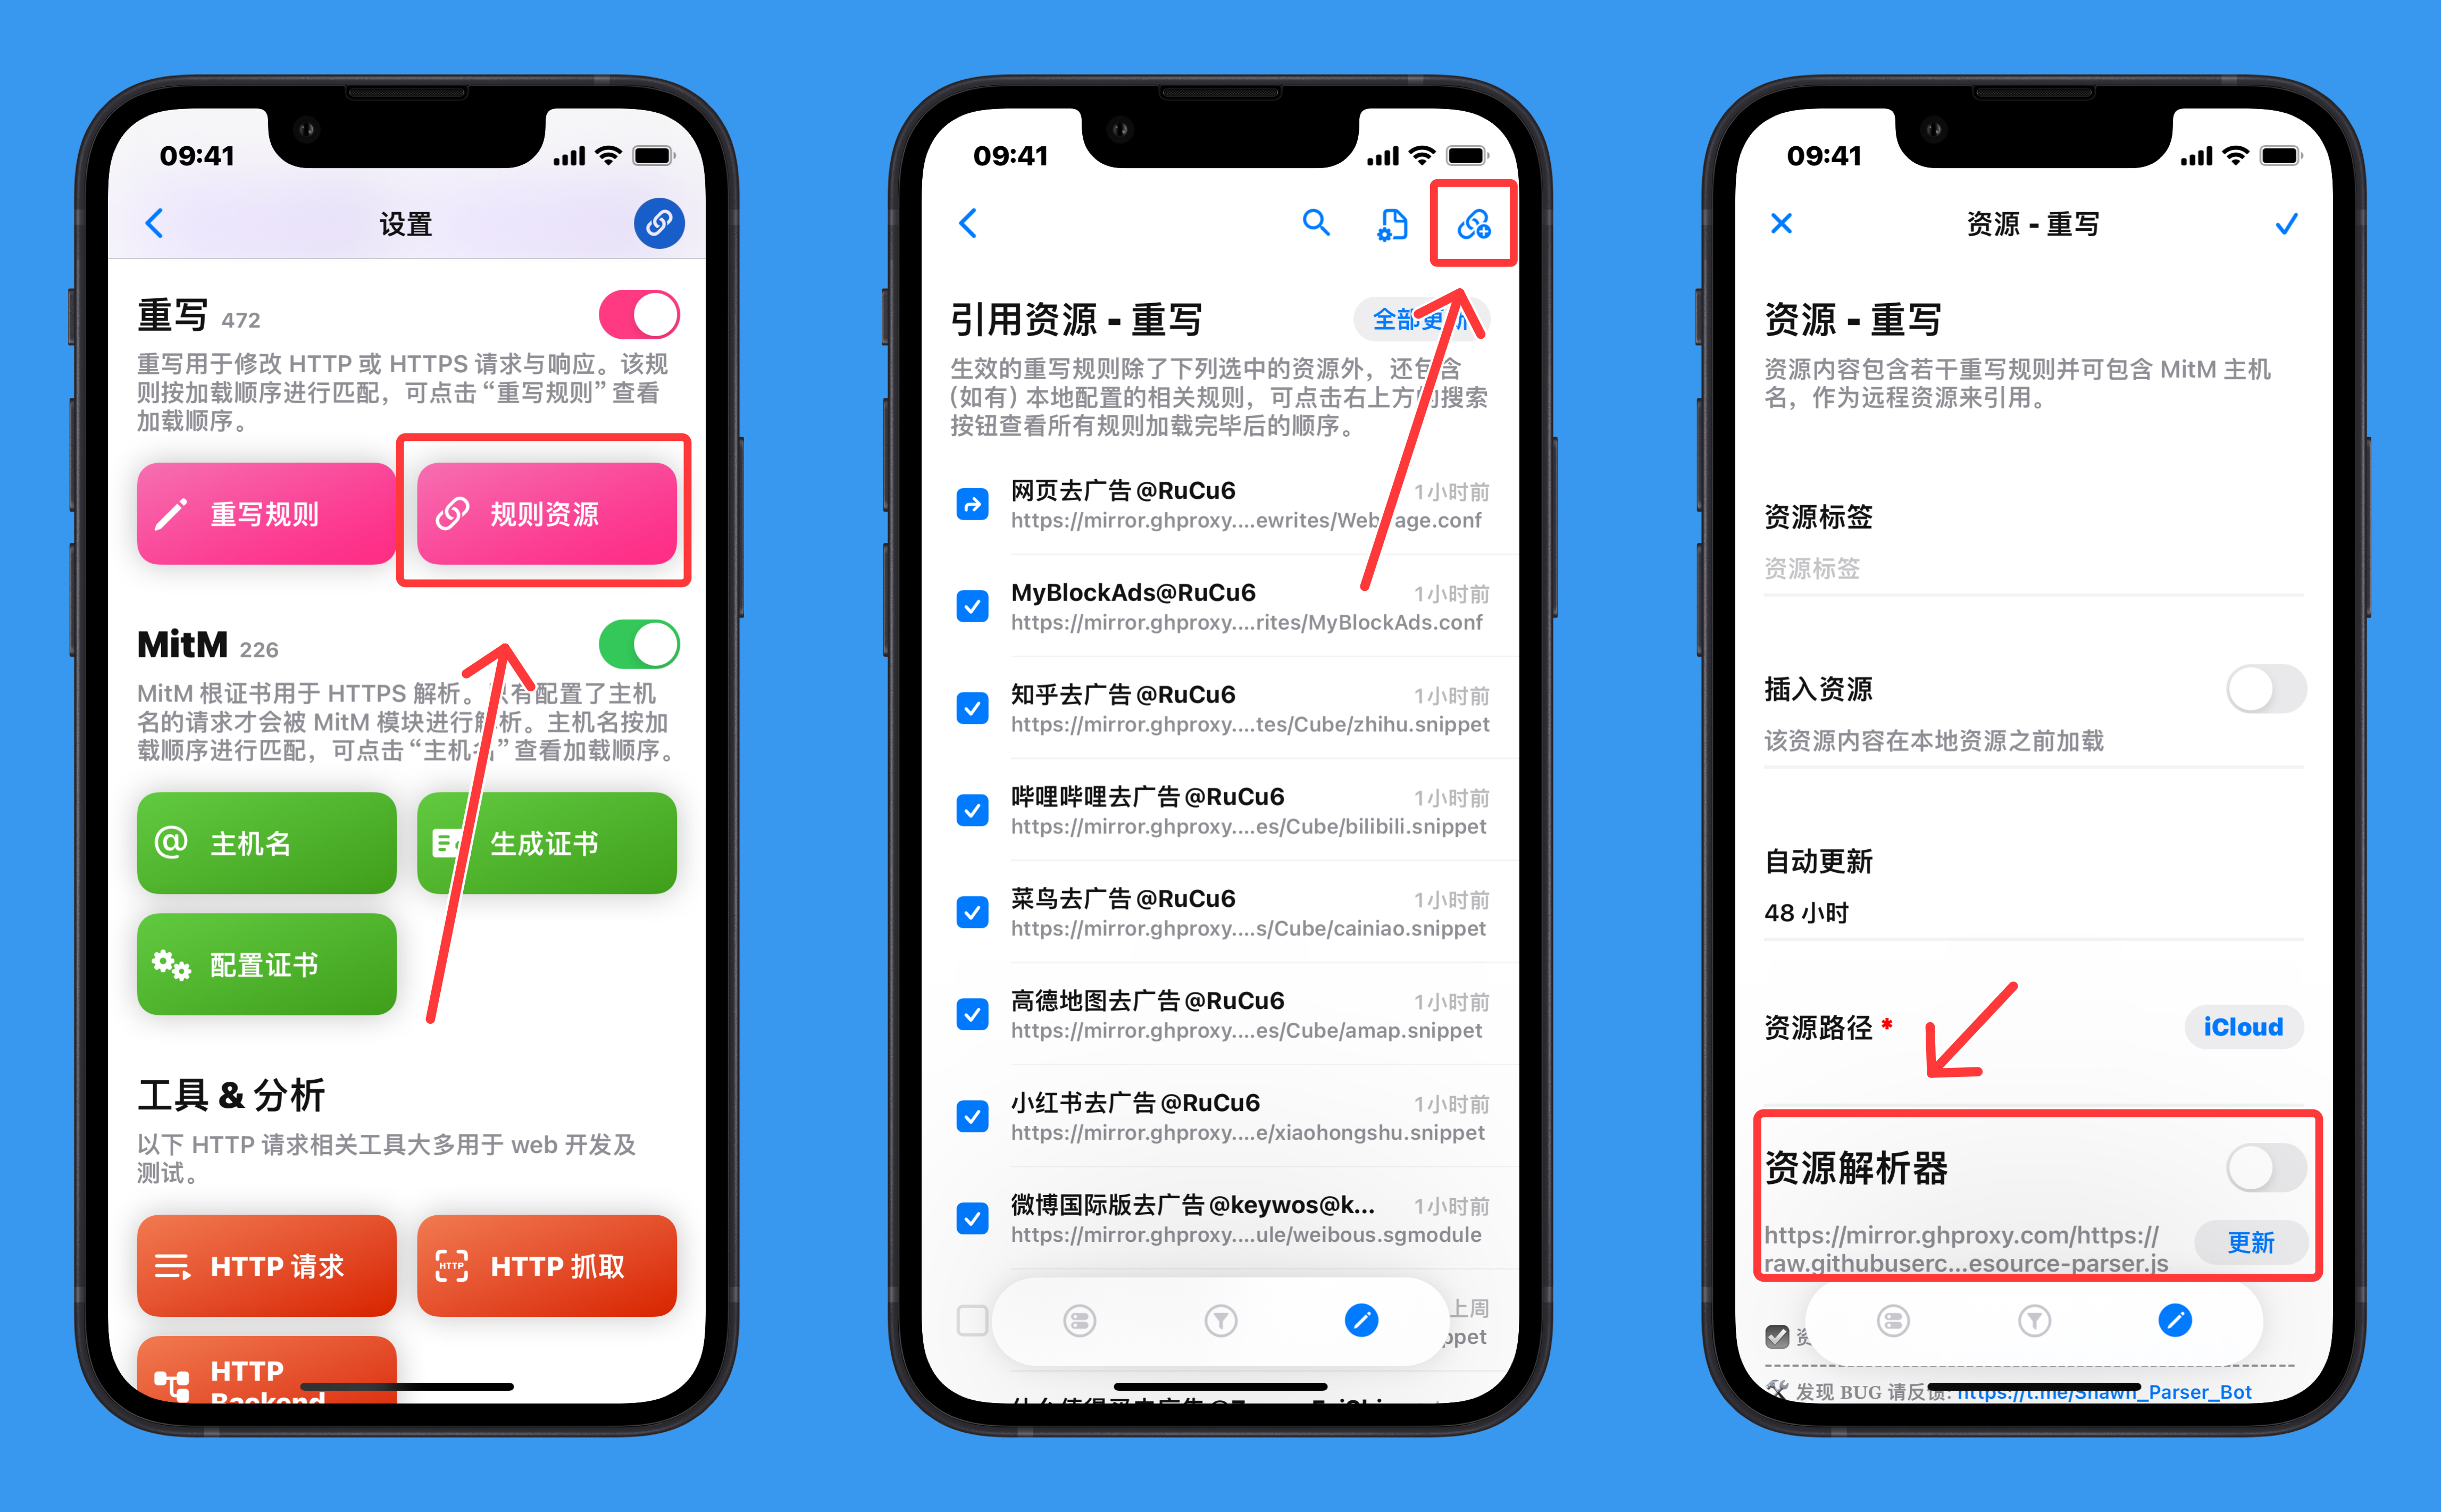 09:41
设置
重写 472
重写用于修改 HTTP 或 HTTPS 请求与响应。该规
则按加载顺序进行匹配，可点击“重写规则”查看
加载顺序。
重写规则
规则资源
MitM 226
MitM 根证书用于 HTTPS 解析。只有配置了主机
名的请求才会被 MitM 模块进行解析。主机名按加
载顺序进行匹配，可点击“主机名”查看加载顺序。
@ 主机名
生成证书
配置证书
工具 & 分析
以下 HTTP 请求相关工具大多用于 web 开发及
测试。
HTTP 请求
HTTP
HTTP 抓取
HTTP
Backend
09:41
引用资源 - 重写
全部更新
生效的重写规则除了下列选中的资源外，还包含
（如有）本地配置的相关规则，可点击右上方的搜索
按钮查看所有规则加载完毕后的顺序。
网页去广告@RuCu6 1小时前
https://mirror.ghproxy....ewrites/WebPage.conf
MyBlockAds@RuCu6 1小时前
https://mirror.ghproxy....rites/MyBlockAds.conf
知乎去广告@RuCu6 1小时前
https://mirror.ghproxy....tes/Cube/zhihu.snippet
哔哩哔哩去广告@RuCu6 1小时前
https://mirror.ghproxy....es/Cube/bilibili.snippet
菜鸟去广告@RuCu6 1小时前
https://mirror.ghproxy....s/Cube/cainiao.snippet
高德地图去广告@RuCu6 1小时前
https://mirror.ghproxy....es/Cube/amap.snippet
小红书去广告@RuCu6 1小时前
https://mirror.ghproxy....e/xiaohongshu.snippet
微博国际版去广告@keywos@k... 1小时前
https://mirror.ghproxy....ule/weibous.sgmodule
上周
ppet
09:41
资源 - 重写
资源 - 重写
资源内容包含若干重写规则并可包含 MitM 主机
名，作为远程资源来引用。
资源标签
资源标签
插入资源
该资源内容在本地资源之前加载
自动更新
48 小时
资源路径 *
iCloud
资源解析器
https://mirror.ghproxy.com/https://
raw.githubuserc...esource-parser.js
更新
发现 BUG 请反馈: https://t.me/Shawn_Parser_Bot